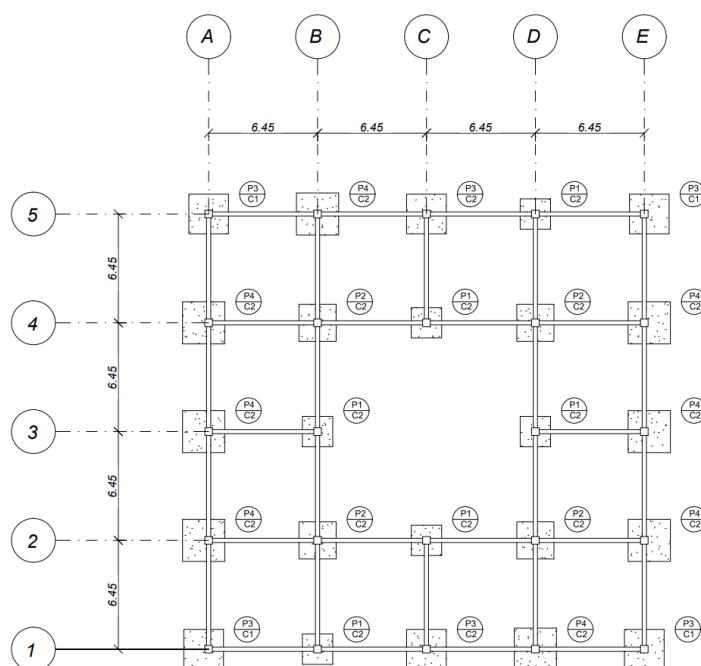 A B C D E
6.45 6.45 6.45 6.45
P3 P4 P3 P1 P3
C1 C2 C2 C2 C1
5
6.45
P4 P2 P1 P2 P4
C2 C2 C2 C2 C2
4
6.45
P4 P1 P1 P4
C2 C2 C2 C2
3
6.45
P4 P2 P1 P2 P4
C2 C2 C2 C2 C2
2
6.45
P3 P1 P3 P4 P3
C1 C2 C2 C2 C1
1